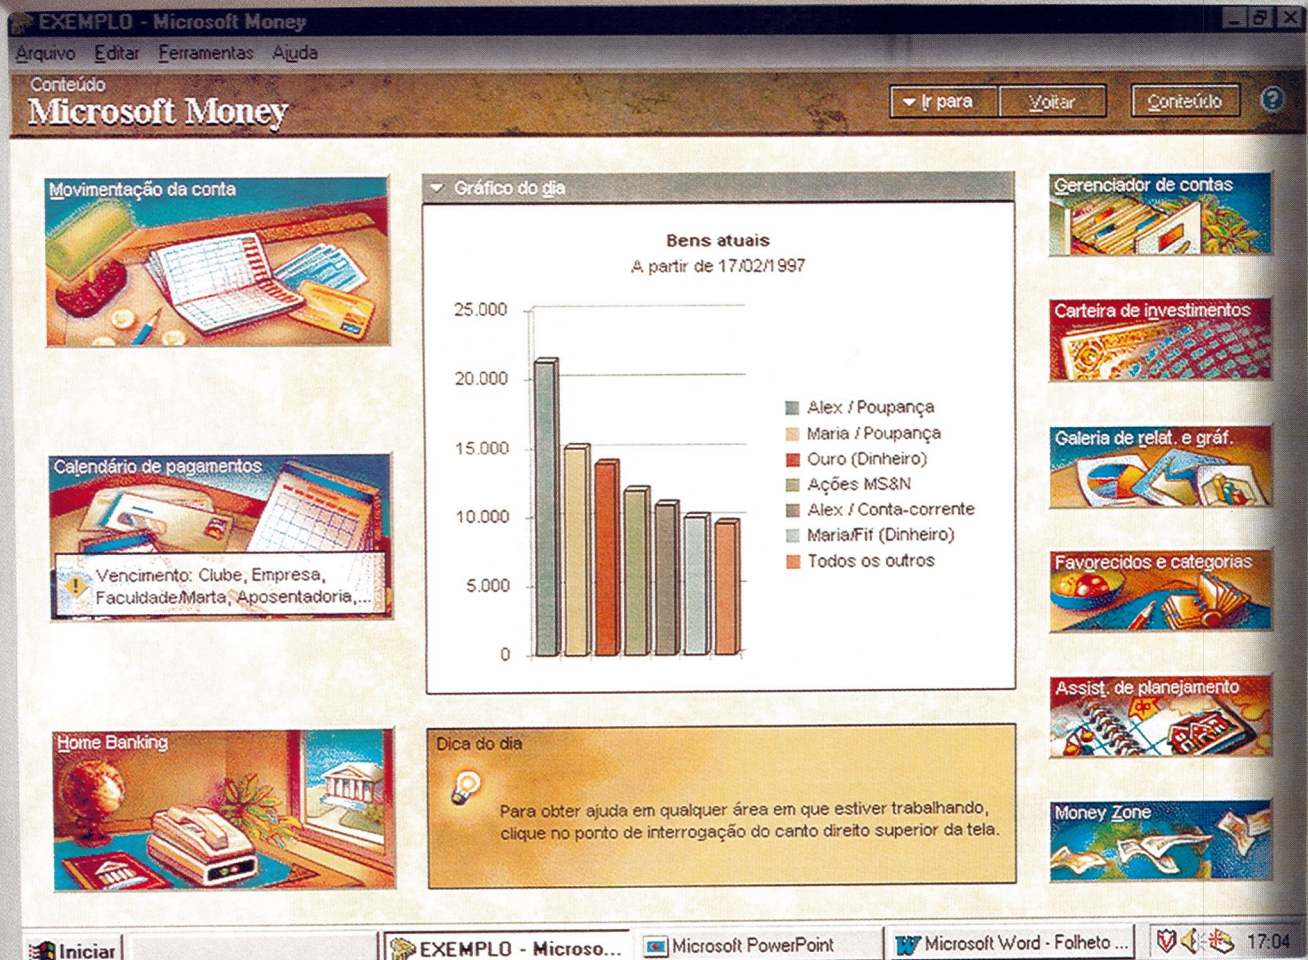 EXEMPLO - Microsoft Money
Arquivo Editar Ferramentas Ajuda
Conteúdo
Microsoft Money
Ir para Voltar Conteúdo ?
Movimentação da conta
Calendário de pagamentos
Vencimento: Clube, Empresa,
Faculdade/Marta, Aposentadoria,...
Home Banking
Gráfico do dia
Bens atuais
A partir de 17/02/1997
25.000
20.000
15.000
10.000
5.000
0
Alex / Poupança
Maria / Poupança
Ouro (Dinheiro)
Ações MS&N
Alex / Conta-corrente
Maria/Fif (Dinheiro)
Todos os outros
Dica do dia
Para obter ajuda em qualquer área em que estiver trabalhando,
clique no ponto de interrogação do canto direito superior da tela.
Gerenciador de contas
Carteira de investimentos
Galeria de relat. e gráf.
Favorecidos e categorias
Assist. de planejamento
Money Zone
Iniciar
EXEMPLO - Microso...
Microsoft PowerPoint
Microsoft Word - Folheto ...
17:04